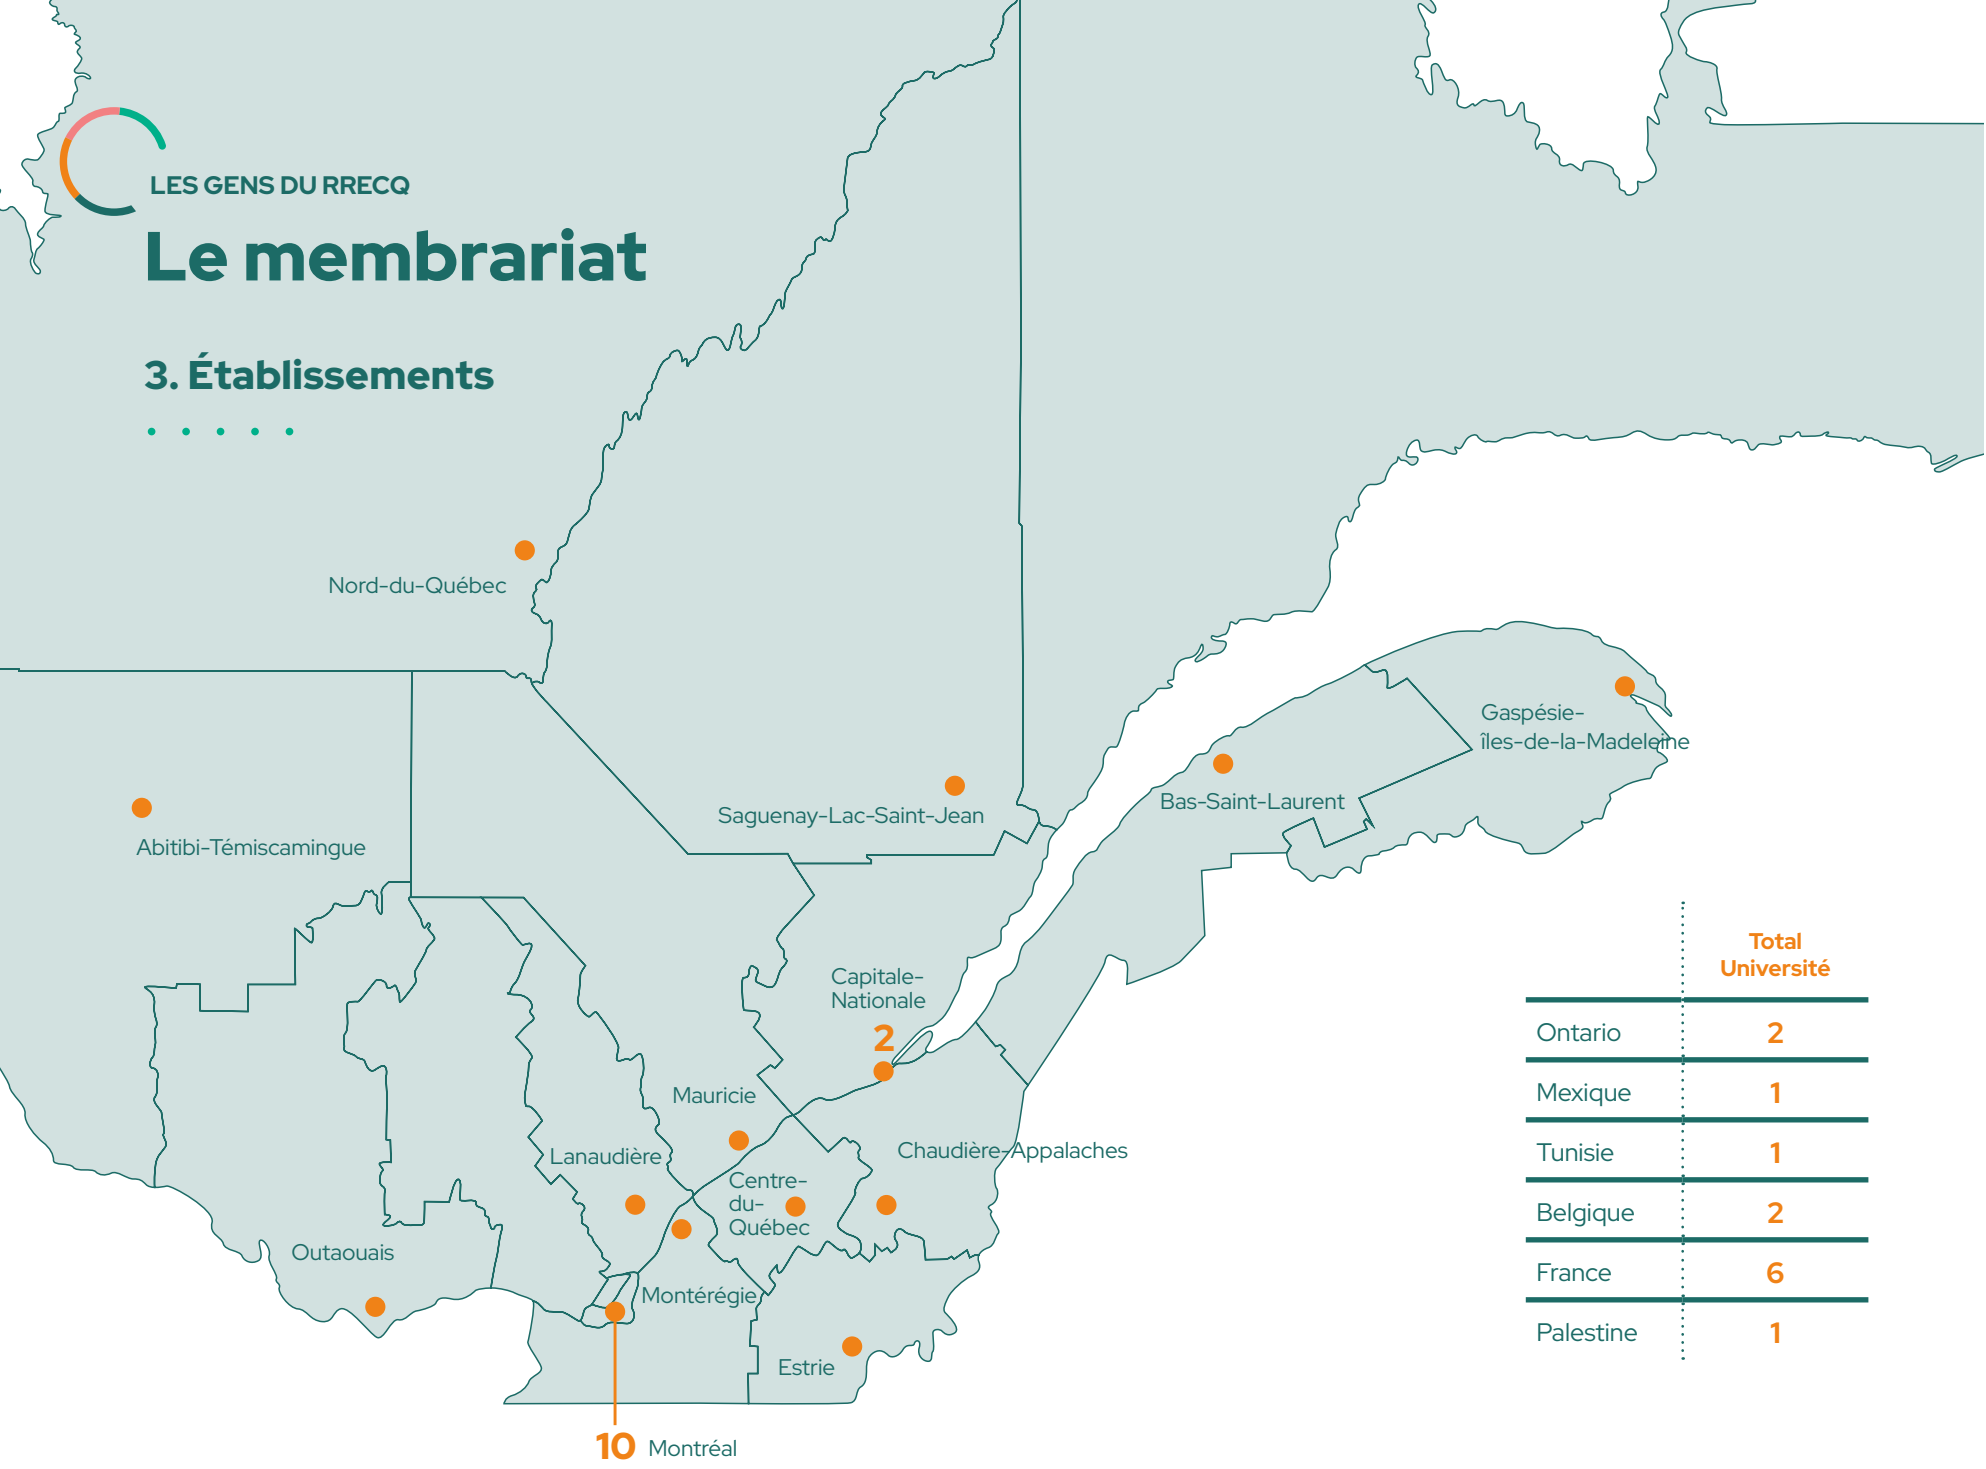 LES GENS DU RRECQ
Le membrariat
3. Établissements
Nord-du-Québec
Gaspésie-
îles-de-la-Madeleine
Bas-Saint-Laurent
Saguenay-Lac-Saint-Jean
Abitibi-Témiscamingue
Capitale-
Nationale
2
Mauricie
Chaudière-Appalaches
Lanaudière
Centre-
du-
Québec
Outaouais
Montérégie
Estrie
10 Montréal
Total
Université
Ontario 2
Mexique 1
Tunisie 1
Belgique 2
France 6
Palestine 1